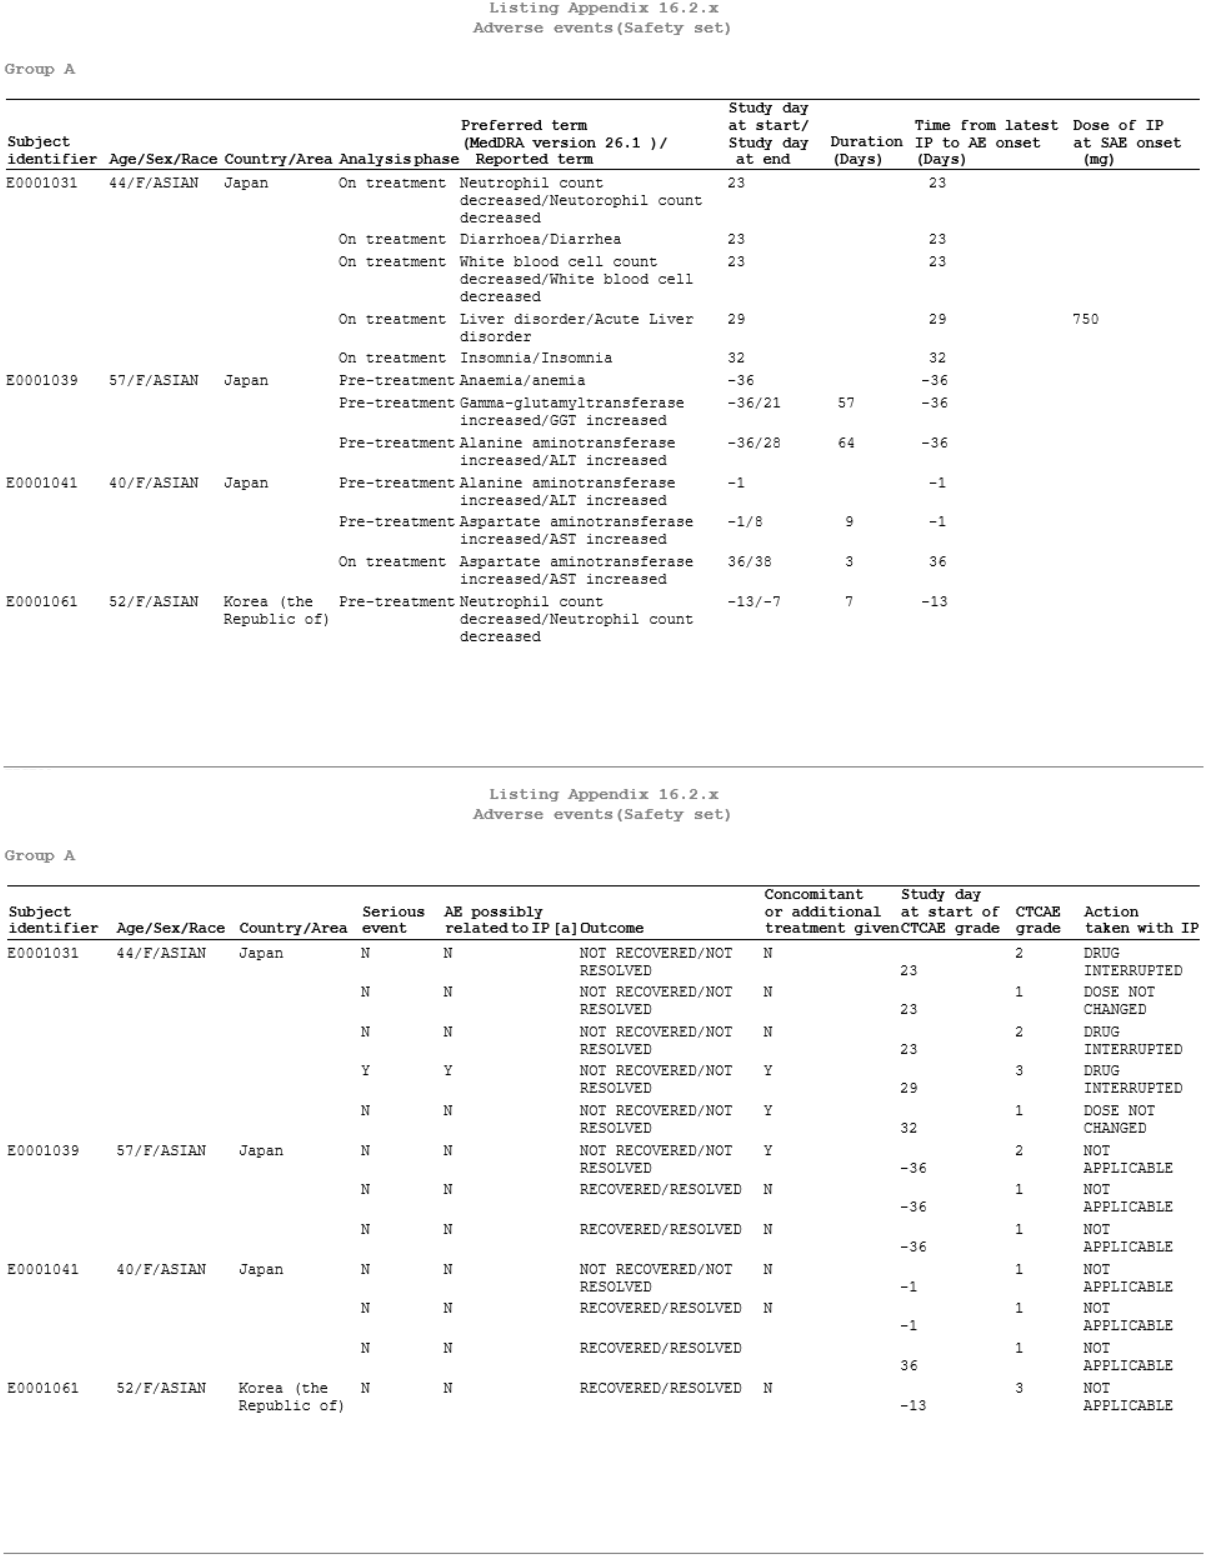 Listing Appendix 16.2.x
Adverse events(Safety set)
Group A
Study day
Preferred term at start/ Time from latest Dose of IP
Subject (MedDRA version 26.1 )/ Study day Duration IP to AE onset at SAE onset
identifier Age/Sex/Race Country/Area Analysis phase Reported term at end (Days) (Days) (mg)
E0001031 44/F/ASIAN Japan On treatment Neutrophil count 23 23
decreased/Neutorophil count
decreased
On treatment Diarrhoea/Diarrhea 23 23
On treatment White blood cell count 23 23
decreased/White blood cell
decreased
On treatment Liver disorder/Acute Liver 29 29 750
disorder
On treatment Insomnia/Insomnia 32 32
E0001039 57/F/ASIAN Japan Pre-treatment Anaemia/anemia -36 -36
Pre-treatment Gamma-glutamyltransferase -36/21 57 -36
increased/GGT increased
Pre-treatment Alanine aminotransferase -36/28 64 -36
increased/ALT increased
E0001041 40/F/ASIAN Japan Pre-treatment Alanine aminotransferase -1 -1
increased/ALT increased
Pre-treatment Aspartate aminotransferase -1/8 9 -1
increased/AST increased
On treatment Aspartate aminotransferase 36/38 3 36
increased/AST increased
E0001061 52/F/ASIAN Korea (the Pre-treatment Neutrophil count -13/-7 7 -13
Republic of) decreased/Neutrophil count
decreased
Listing Appendix 16.2.x
Adverse events(Safety set)
Group A
Concomitant Study day
Subject Serious AE possibly or additional at start of CTCAE Action
identifier Age/Sex/Race Country/Area event related to IP [a] Outcome treatment given CTCAE grade grade taken with IP
E0001031 44/F/ASIAN Japan N N NOT RECOVERED/NOT N 2 DRUG
RESOLVED 23 INTERRUPTED
N N NOT RECOVERED/NOT N 1 DOSE NOT
RESOLVED 23 CHANGED
N N NOT RECOVERED/NOT N 2 DRUG
RESOLVED 23 INTERRUPTED
Y Y NOT RECOVERED/NOT Y 3 DRUG
RESOLVED 29 INTERRUPTED
N N NOT RECOVERED/NOT Y 1 DOSE NOT
RESOLVED 32 CHANGED
E0001039 57/F/ASIAN Japan N N NOT RECOVERED/NOT Y 2 NOT
RESOLVED -36 APPLICABLE
N N RECOVERED/RESOLVED N 1 NOT
-36 APPLICABLE
N N RECOVERED/RESOLVED N 1 NOT
-36 APPLICABLE
E0001041 40/F/ASIAN Japan N N NOT RECOVERED/NOT N 1 NOT
RESOLVED -1 APPLICABLE
N N RECOVERED/RESOLVED N 1 NOT
-1 APPLICABLE
N N RECOVERED/RESOLVED 1 NOT
36 APPLICABLE
E0001061 52/F/ASIAN Korea (the N N RECOVERED/RESOLVED N 3 NOT
Republic of) -13 APPLICABLE